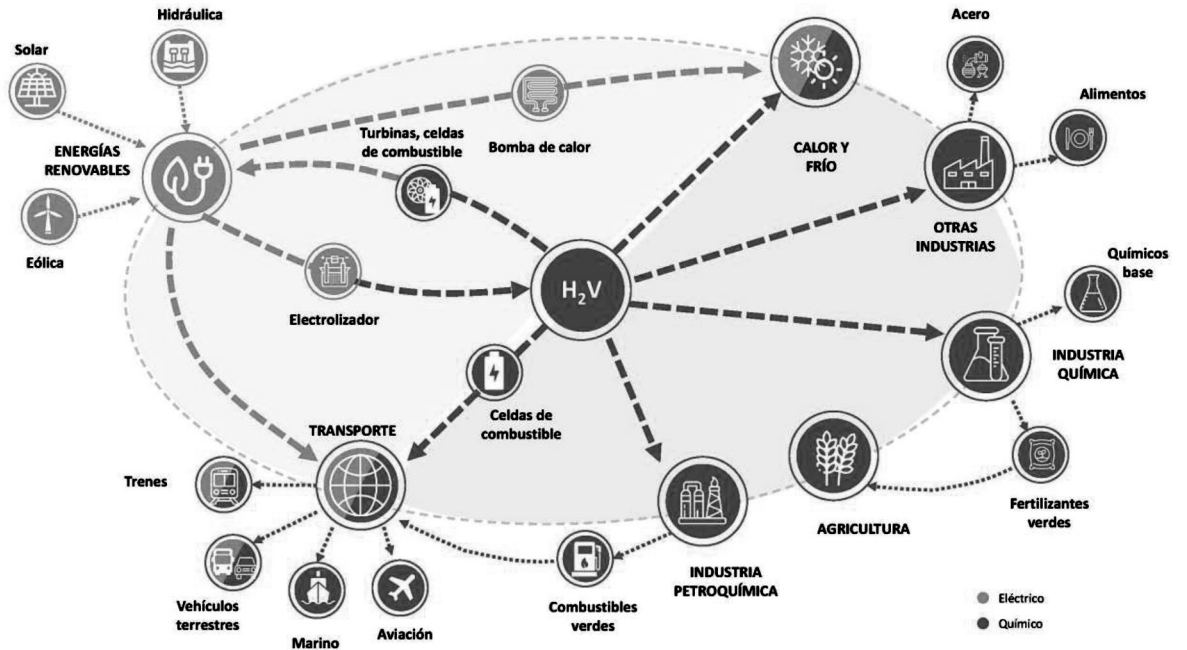 Hidráulica
Acero
Solar
Alimentos
ENERGÍAS
RENOVABLES
Turbinas, celdas
de combustible
Bomba de calor
CALOR Y
FRÍO
OTRAS
INDUSTRIAS
Eólica
Químicos
base
H₂V
Electrolizador
INDUSTRIA
QUÍMICA
Celdas de
combustible
TRANSPORTE
Trenes
Fertilizantes
verdes
AGRICULTURA
INDUSTRIA
PETROQUÍMICA
Combustibles
verdes
Vehículos
terrestres
Marino
Aviación
Eléctrico
Químico